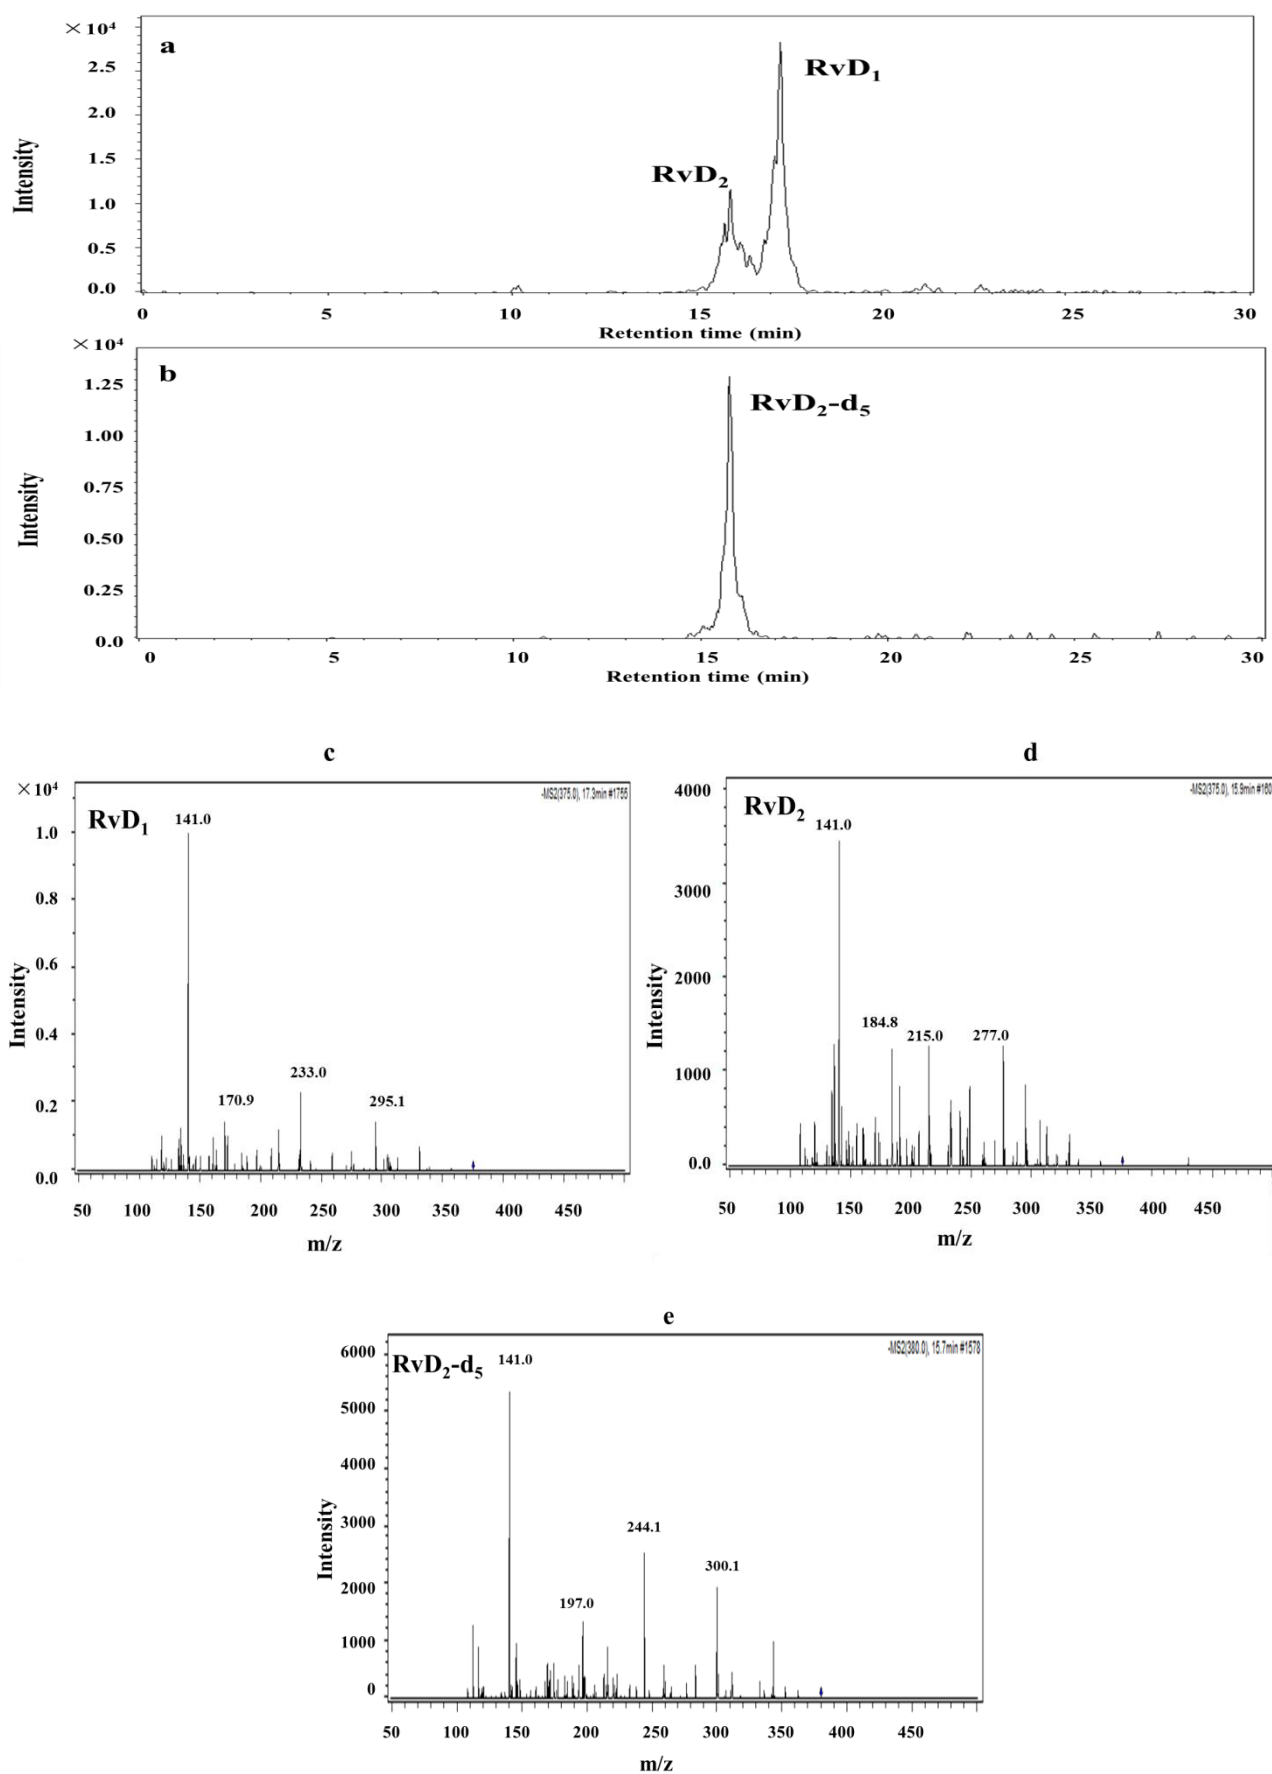 × 10⁴
a
RvD₁
RvD₂
Intensity
2.5
2.0
1.5
1.0
0.5
0.0
0 5 10 15 20 25 30
Retention time (min)
× 10⁴
b
RvD₂-d₅
Intensity
1.25
1.00
0.75
0.50
0.25
0.0
0 5 10 15 20 25 30
Retention time (min)
c
× 10⁴
-MS2(375.0), 17.3min #1755
RvD₁
141.0
170.9
233.0
295.1
Intensity
1.0
0.8
0.6
0.4
0.2
0.0
50 100 150 200 250 300 350 400 450
m/z
d
-MS2(375.0), 15.9min #160
RvD₂
141.0
184.8
215.0
277.0
Intensity
4000
3000
2000
1000
0.0
50 100 150 200 250 300 350 400 450
m/z
e
-MS2(380.0), 15.7min #1578
RvD₂-d₅
141.0
197.0
244.1
300.1
Intensity
6000
5000
4000
3000
2000
1000
0
50 100 150 200 250 300 350 400 450
m/z